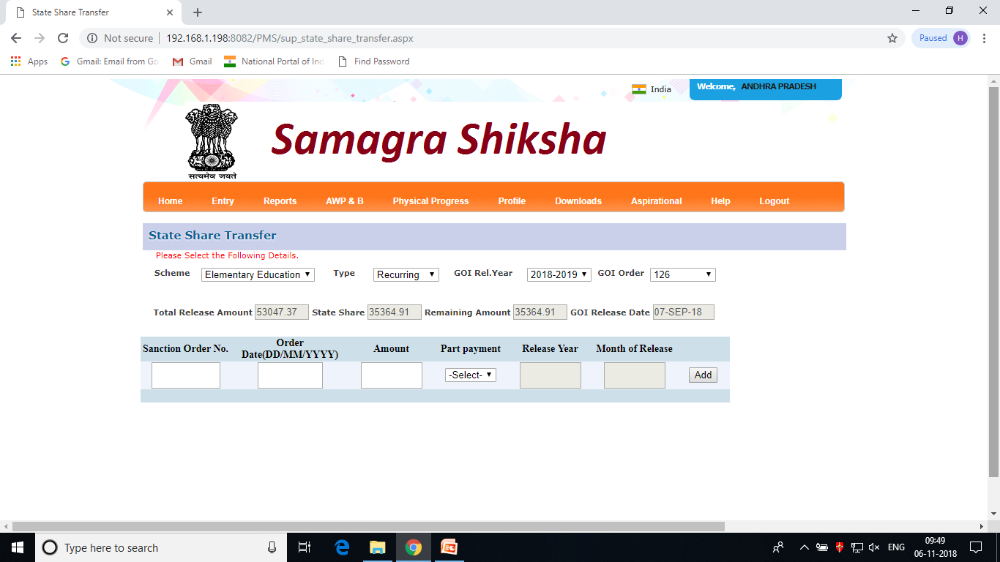 State Share Transfer
Not secure 192.168.1.198:8082/PMS/sup_state_share_transfer.aspx Paused H
Apps Gmail: Email from Go Gmail National Portal of Ind Find Password
India Welcome, ANDHRA PRADESH
Samagra Shiksha
सत्यमेव जयते
Home Entry Reports AWP & B Physical Progress Profile Downloads Aspirational Help Logout
State Share Transfer
Please Select the Following Details.
Scheme Elementary Education Type Recurring GOI Rel.Year 2018-2019 GOI Order 126
Total Release Amount 53047.37 State Share 35364.91 Remaining Amount 35364.91 GOI Release Date 07-SEP-18
Sanction Order No. Order Date(DD/MM/YYYY) Amount Part payment Release Year Month of Release
-Select- Add
Type here to search ENG 09:49
06-11-2018